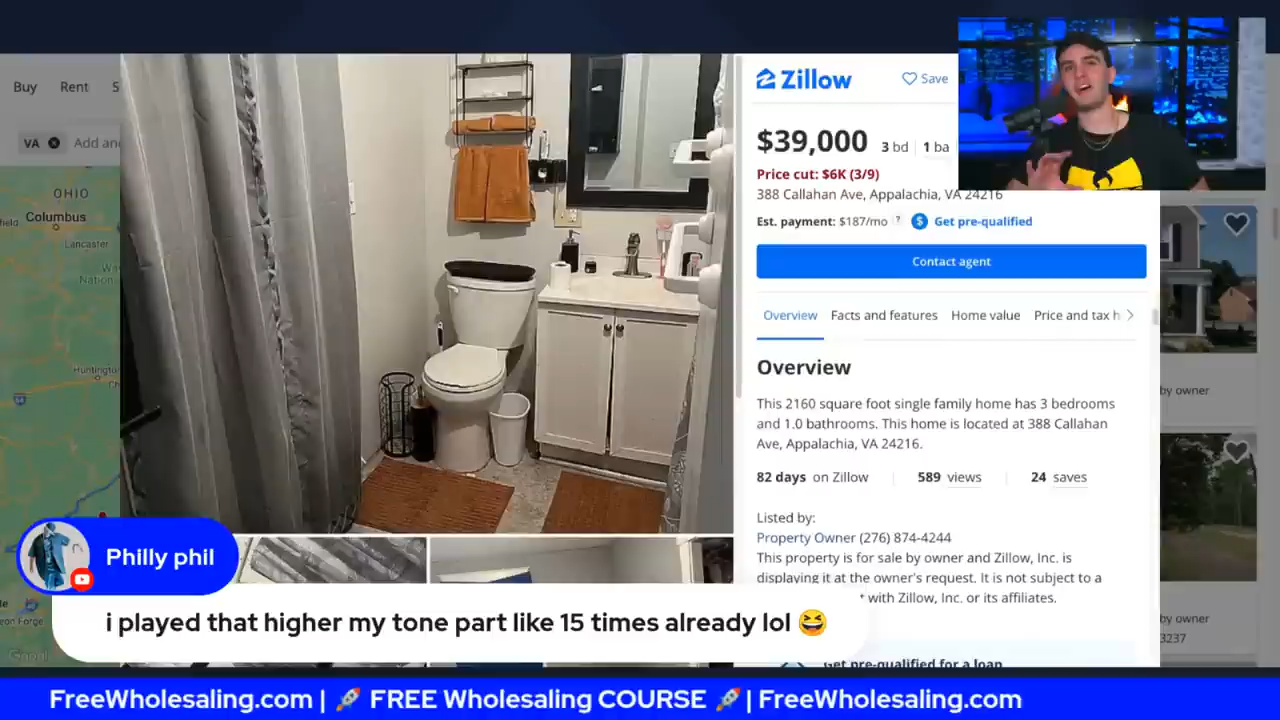 Buy Rent S
VA Add an
OHIO
Columbus
Lancaster
Nation
Huntingto
Google
Zillow
Save
$39,000 3 bd 1 ba
Price cut: $6K (3/9)
388 Callahan Ave, Appalachia, VA 24216
Est. payment: $187/mo ? $ Get pre-qualified
Contact agent
Overview Facts and features Home value Price and tax h
Overview
This 2160 square foot single family home has 3 bedrooms
and 1.0 bathrooms. This home is located at 388 Callahan
Ave, Appalachia, VA 24216.
82 days on Zillow 589 views 24 saves
Listed by:
Property Owner (276) 874-4244
This property is for sale by owner and Zillow, Inc. is
displaying it at the owner's request. It is not subject to a
t with Zillow, Inc. or its affiliates.
Get pre-qualified for a loan
by owner
by owner
3237
Philly phil
i played that higher my tone part like 15 times already lol 😆
FreeWholesaling.com | 🚀 FREE Wholesaling COURSE 🚀 | FreeWholesaling.com